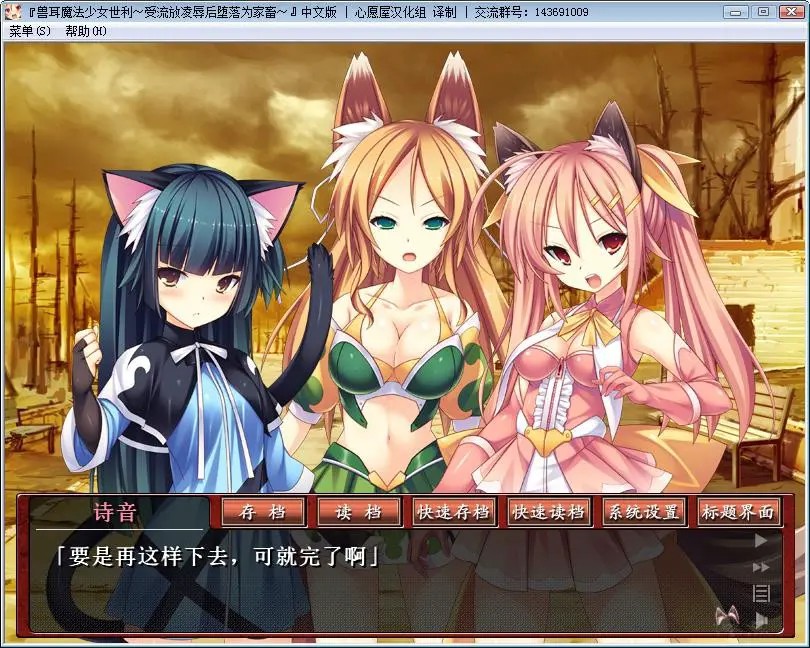 『兽耳魔法少女世利～受流放凌辱后堕落为家畜～』中文版 | 心愿屋汉化组 译制 | 交流群号: 143691009
菜单(S) 帮助(H)
诗音
存 档 读 档 快速存档 快速读档 系统设置 标题界面
「要是再这样下去，可就完了啊」